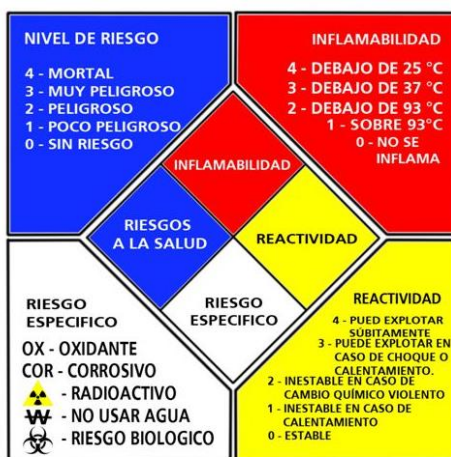 NIVEL DE RIESGO
4 - MORTAL
3 - MUY PELIGROSO
2 - PELIGROSO
1 - POCO PELIGROSO
0 - SIN RIESGO
INFLAMABILIDAD
4 - DEBAJO DE 25 °C
3 - DEBAJO DE 37 °C
2 - DEBAJO DE 93 °C
1 - SOBRE 93°C
0 - NO SE
INFLAMA
INFLAMABILIDAD
RIESGOS
A LA SALUD
REACTIVIDAD
RIESGO
ESPECIFICO
RIESGO
ESPECIFICO
OX - OXIDANTE
COR - CORROSIVO
- RADIOACTIVO
W - NO USAR AGUA
- RIESGO BIOLOGICO
REACTIVIDAD
4 - PUED EXPLOTAR
SÚBITAMENTE
3 - PUEDE EXPLOTAR EN
CASO DE CHOQUE O
CALENTAMIENTO.
2 - INESTABLE EN CASO DE
CAMBIO QUÍMICO VIOLENTO
1 - INESTABLE EN CASO DE
CALENTAMIENTO
0 - ESTABLE